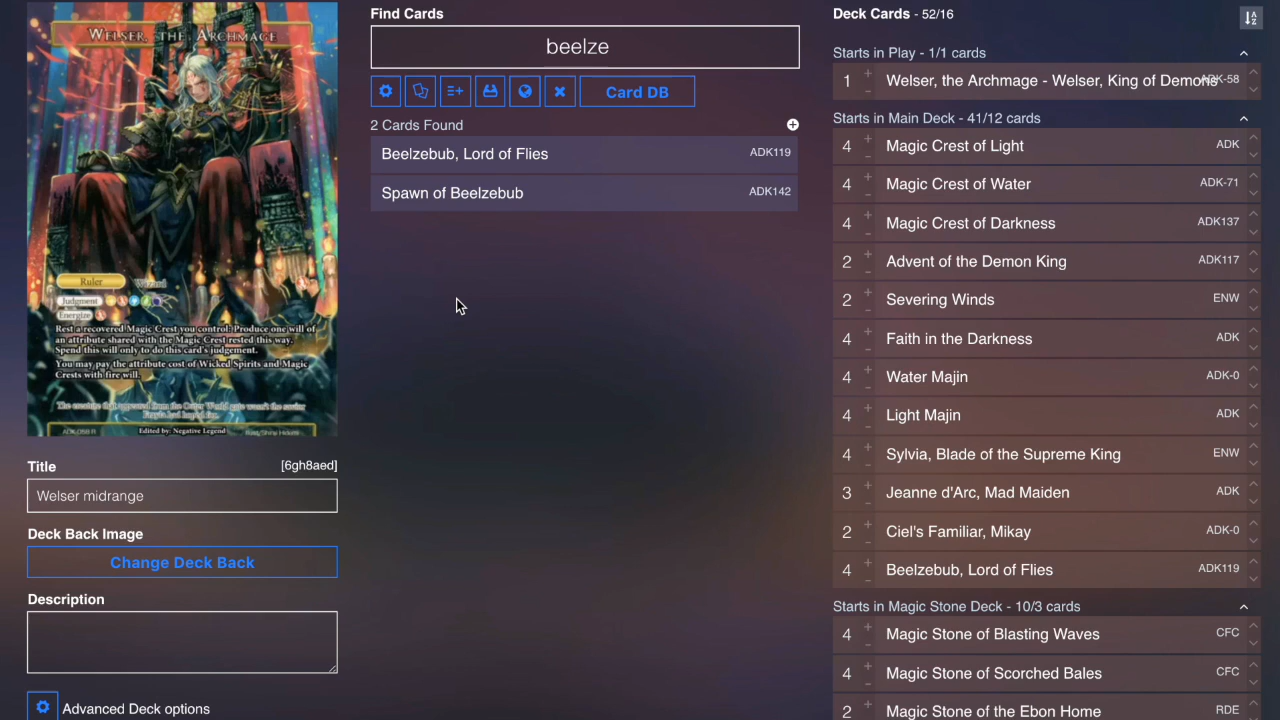 WELSER, THE ARCHMAGE
Ruler
Wizard
Judgment
Energize
Rest a recovered Magic Crest you control: Produce one will of
an attribute shared with the Magic Crest rested this way.
Spend this will only to do this card's judgement.
You may pay the attribute cost of Wicked Spirits and Magic
Crests with fire will.
Edited by: Negative Legend
Title
[6gh8aed]
Welser midrange
Deck Back Image
Change Deck Back
Description
Advanced Deck options
Find Cards
beelze
Card DB
2 Cards Found
Beelzebub, Lord of Flies ADK119
Spawn of Beelzebub ADK142
Deck Cards - 52/16
Starts in Play - 1/1 cards
1 + - Welser, the Archmage - Welser, King of Demons ADK-58
Starts in Main Deck - 41/12 cards
4 + - Magic Crest of Light ADK
4 + - Magic Crest of Water ADK-71
4 + - Magic Crest of Darkness ADK137
2 + - Advent of the Demon King ADK117
2 + - Severing Winds ENW
4 + - Faith in the Darkness ADK
4 + - Water Majin ADK-0
4 + - Light Majin ADK
4 + - Sylvia, Blade of the Supreme King ENW
3 + - Jeanne d'Arc, Mad Maiden ADK
2 + - Ciel's Familiar, Mikay ADK-0
4 + - Beelzebub, Lord of Flies ADK119
Starts in Magic Stone Deck - 10/3 cards
4 + - Magic Stone of Blasting Waves CFC
4 + - Magic Stone of Scorched Bales CFC
2 + - Magic Stone of the Ebon Home RDE